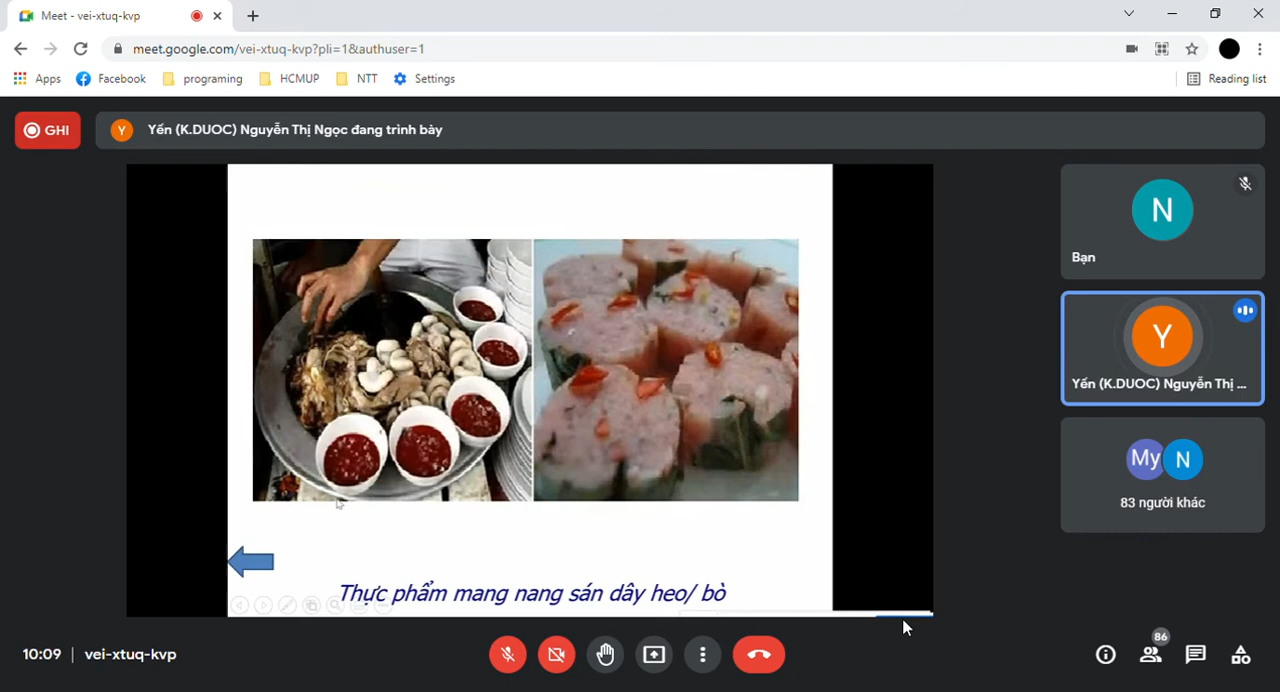 Meet - vei-xtuq-kvp
meet.google.com/vei-xtuq-kvp?pli=1&authuser=1
Apps Facebook programing HCMUP NTT Settings Reading list
GHI
Y Yến (K.DUOC) Nguyễn Thị Ngọc đang trình bày
N
Bạn
Y
Yến (K.DUOC) Nguyễn Thị ...
My N
83 người khác
Thực phẩm mang nang sán dây heo/ bò
10:09 | vei-xtuq-kvp
86